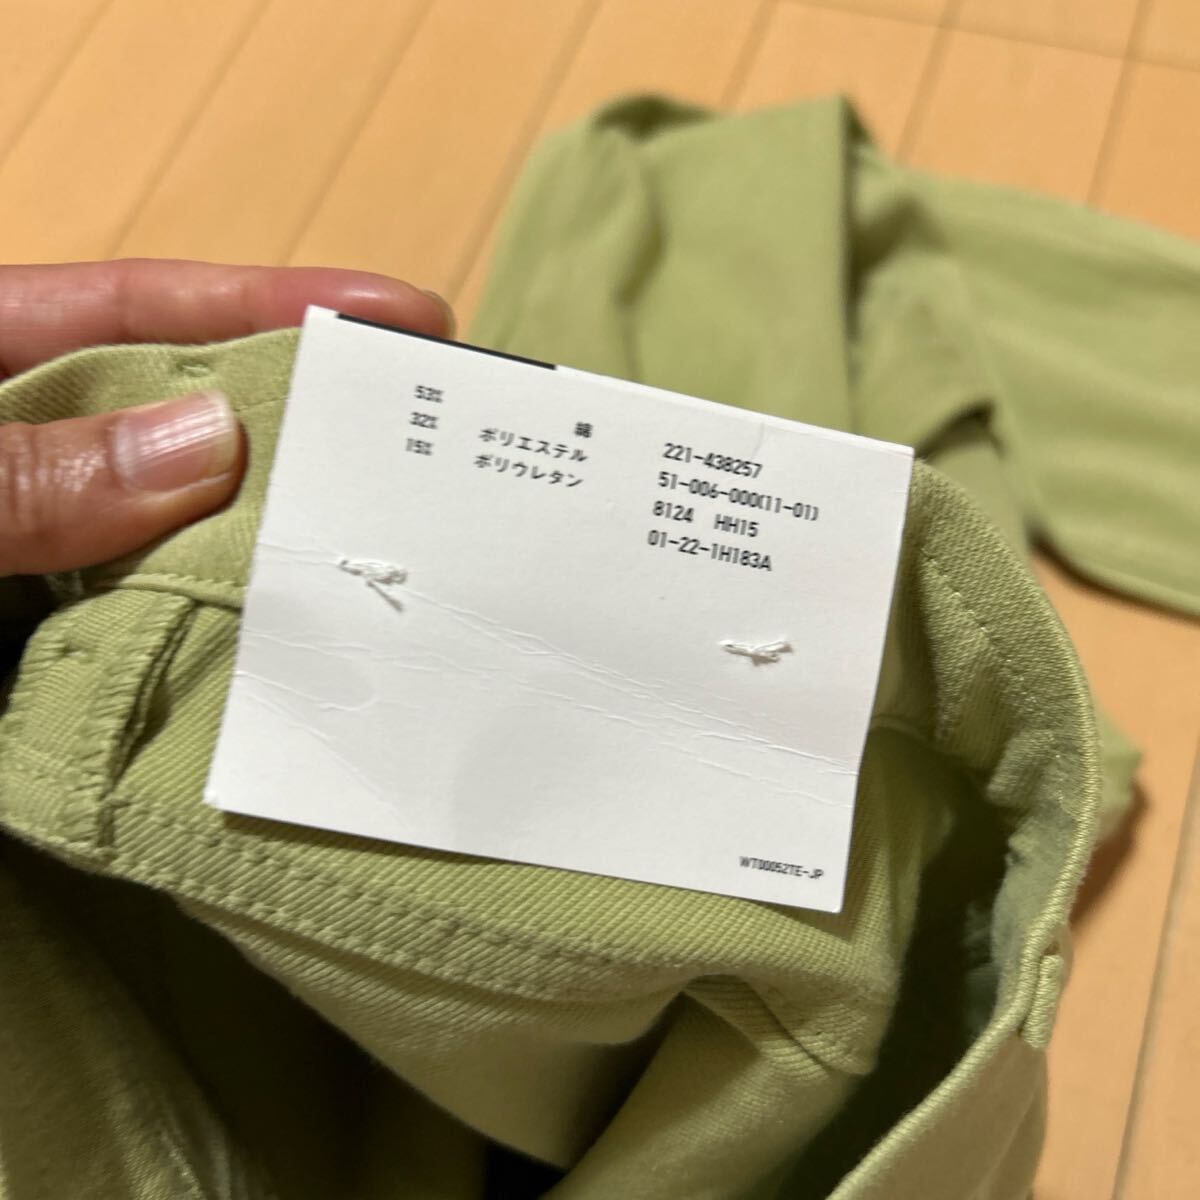 53% 綿
32% ポリエステル
15% ポリウレタン
221-438257
51-006-000(11-01)
8124 HH15
01-22-1H183A
WT00052TE-JP